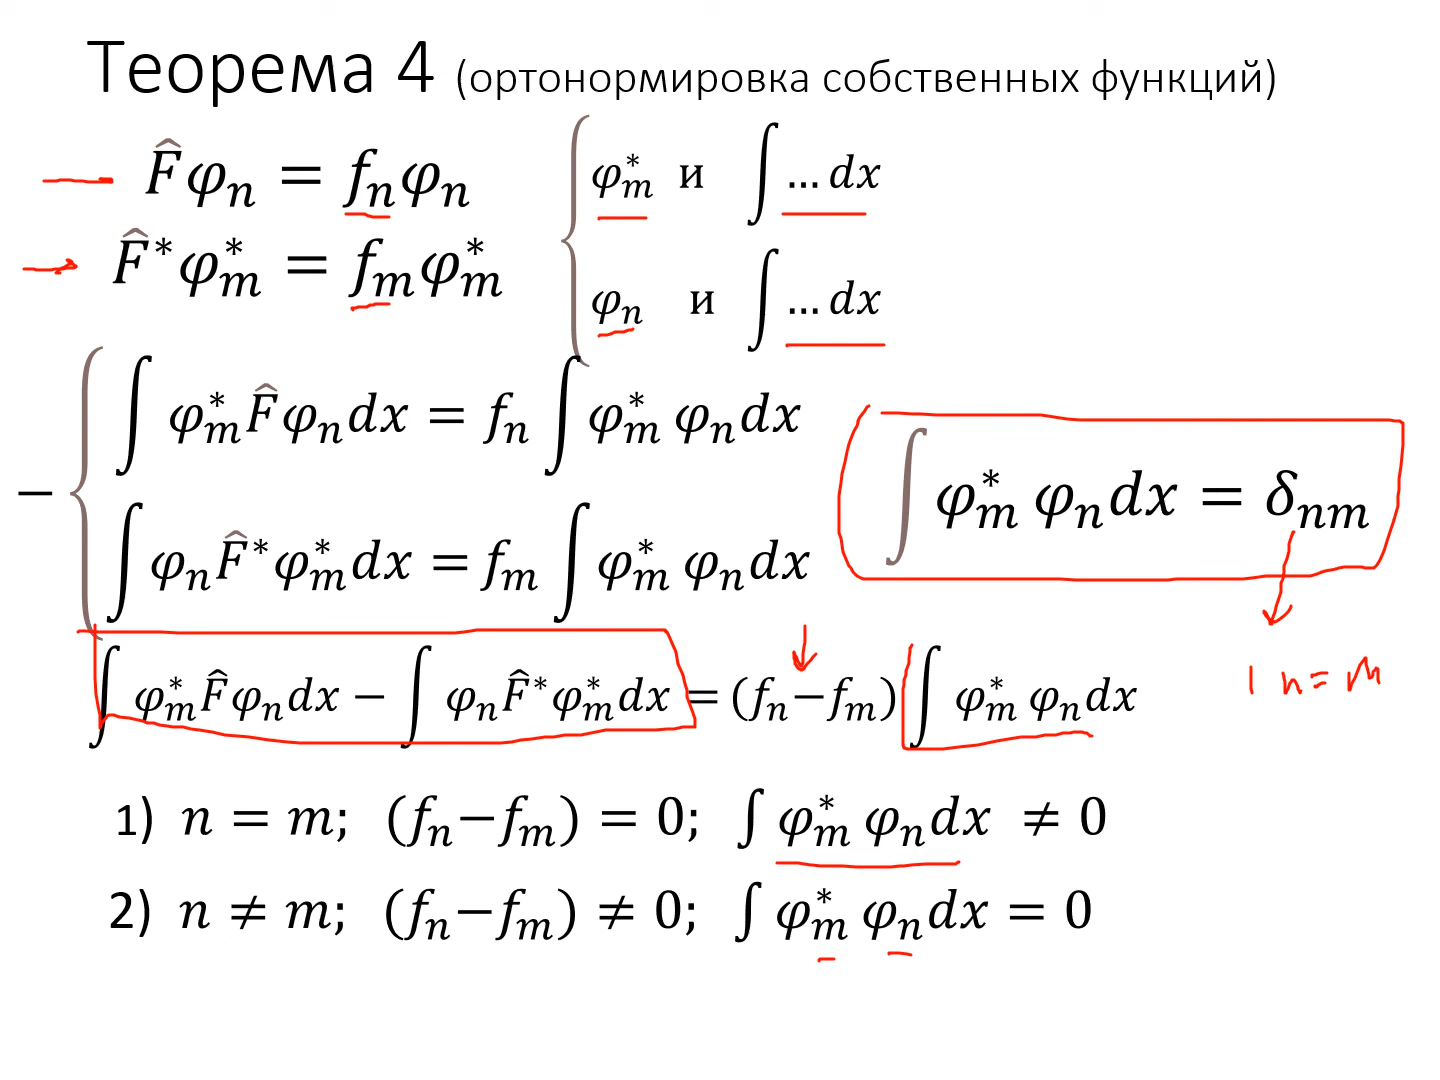 Теорема 4 (ортонормировка собственных функций)
F̂φₙ = fₙφₙ
φₘ* и ∫ … dx
F̂*φₘ* = fₘφₘ*
φₙ и ∫ … dx
∫ φₘ* F̂φₙdx = fₙ ∫ φₘ* φₙdx
−
∫ φₘ* φₙdx = δₙₘ
∫ φₙF̂*φₘ*dx = fₘ ∫ φₘ* φₙdx
∫ φₘ* F̂φₙdx − ∫ φₙF̂*φₘ*dx = (fₙ−fₘ) ∫ φₘ* φₙdx
1 n = m
1) n = m; (fₙ−fₘ) = 0; ∫ φₘ* φₙdx ≠ 0
2) n ≠ m; (fₙ−fₘ) ≠ 0; ∫ φₘ* φₙdx = 0